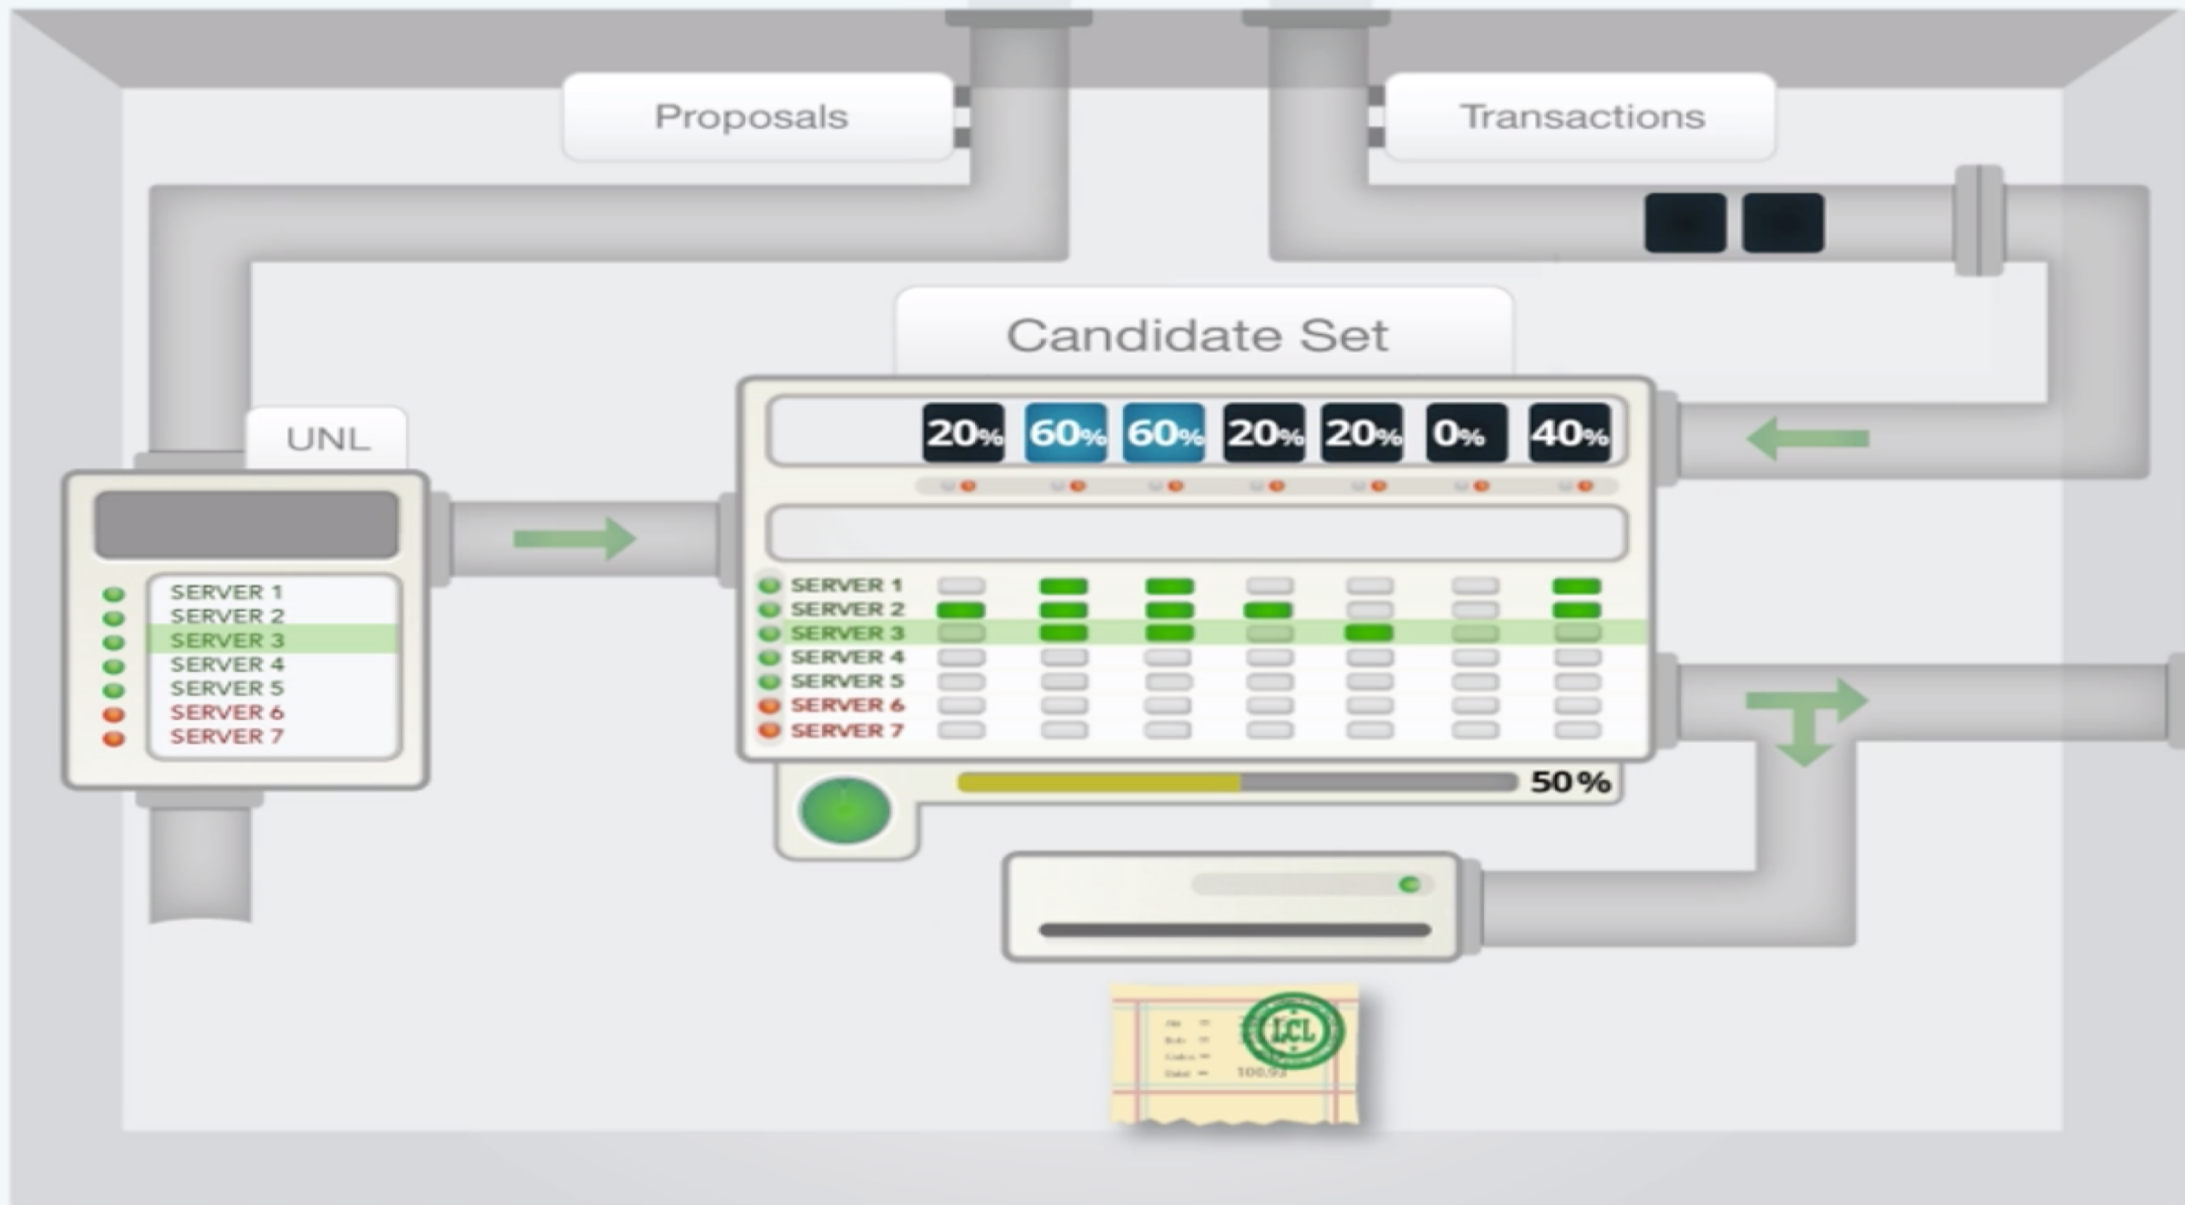 Proposals
Transactions
Candidate Set
UNL
20% 60% 60% 20% 20% 0% 40%
SERVER 1
SERVER 2
SERVER 3
SERVER 4
SERVER 5
SERVER 6
SERVER 7
SERVER 1
SERVER 2
SERVER 3
SERVER 4
SERVER 5
SERVER 6
SERVER 7
50%
LCL
100.93